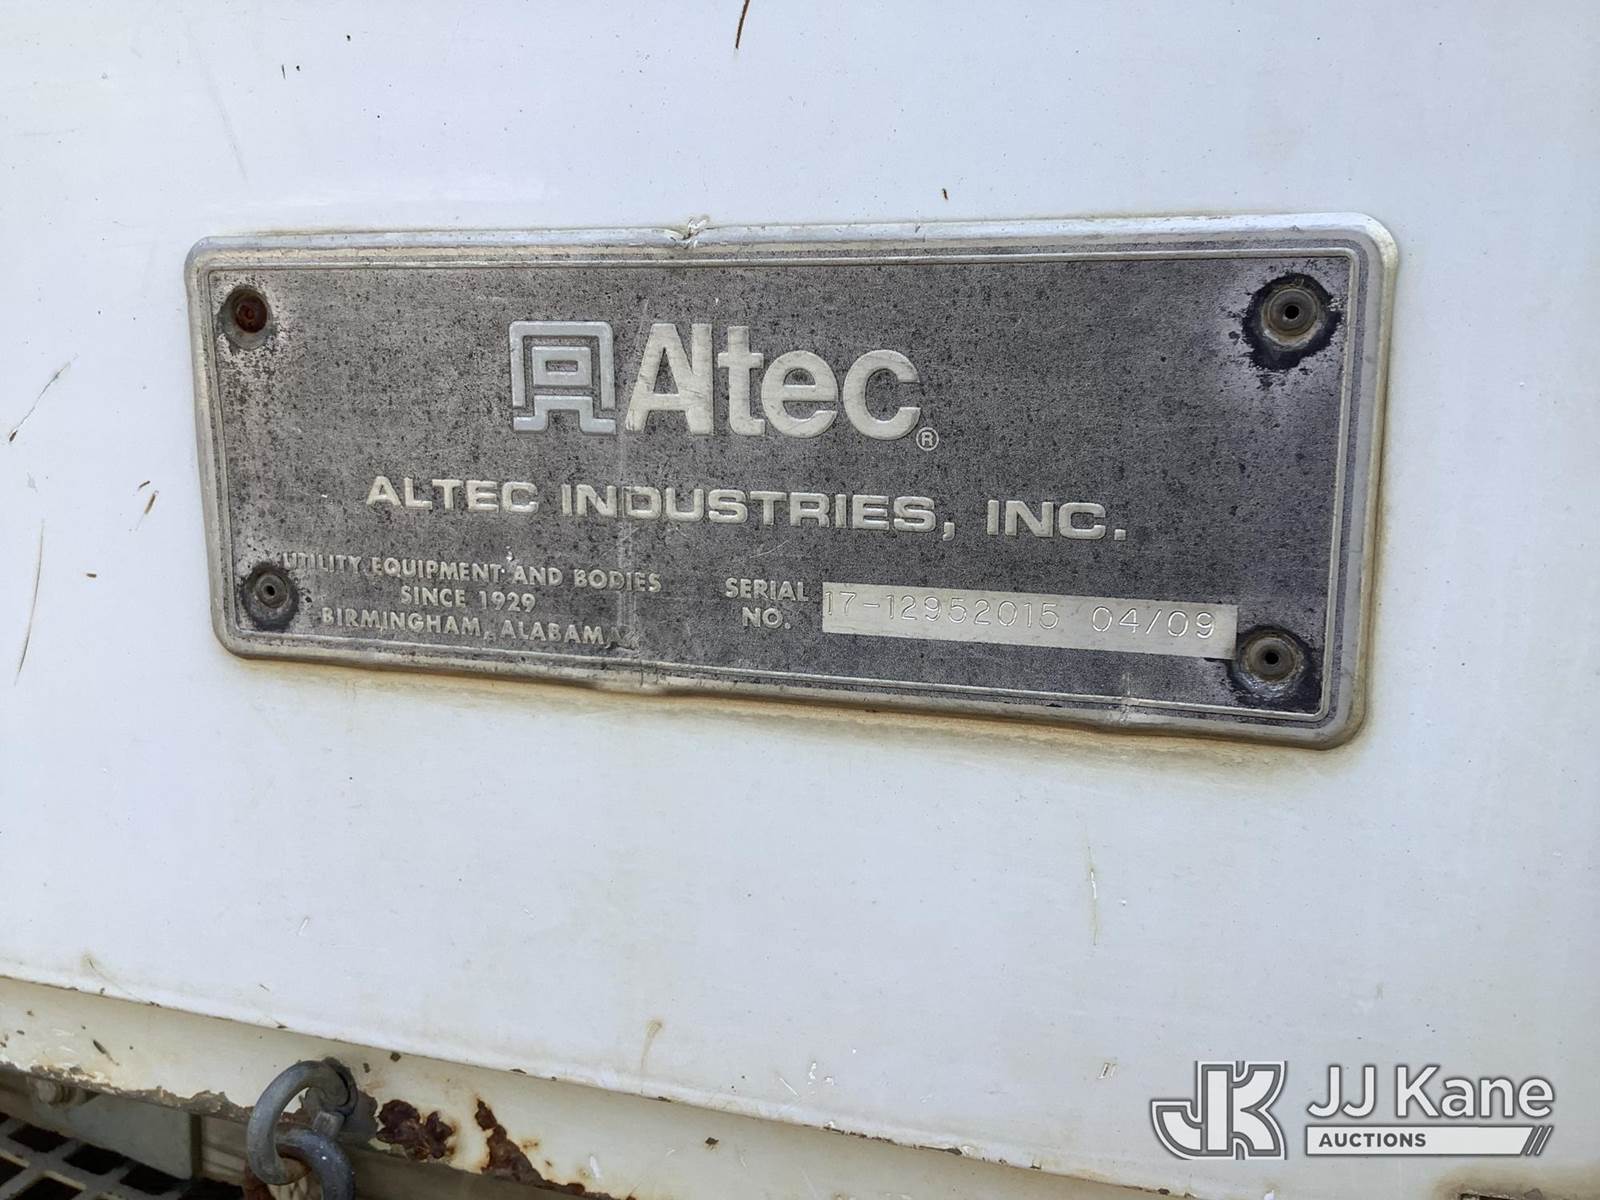 Altec®
ALTEC INDUSTRIES, INC.
UTILITY EQUIPMENT AND BODIES
SINCE 1929
BIRMINGHAM, ALABAMA
SERIAL NO. 17-12952015 04/09
JJ Kane
AUCTIONS